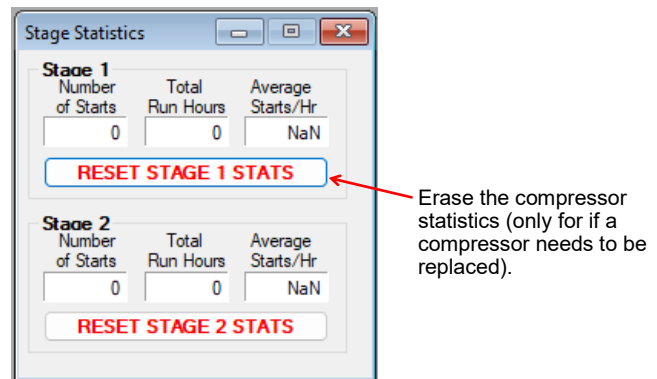 Stage Statistics
Stage 1
Number of Starts Total Run Hours Average Starts/Hr
0 0 NaN
RESET STAGE 1 STATS
Erase the compressor
statistics (only for if a
compressor needs to be
replaced).
Stage 2
Number of Starts Total Run Hours Average Starts/Hr
0 0 NaN
RESET STAGE 2 STATS